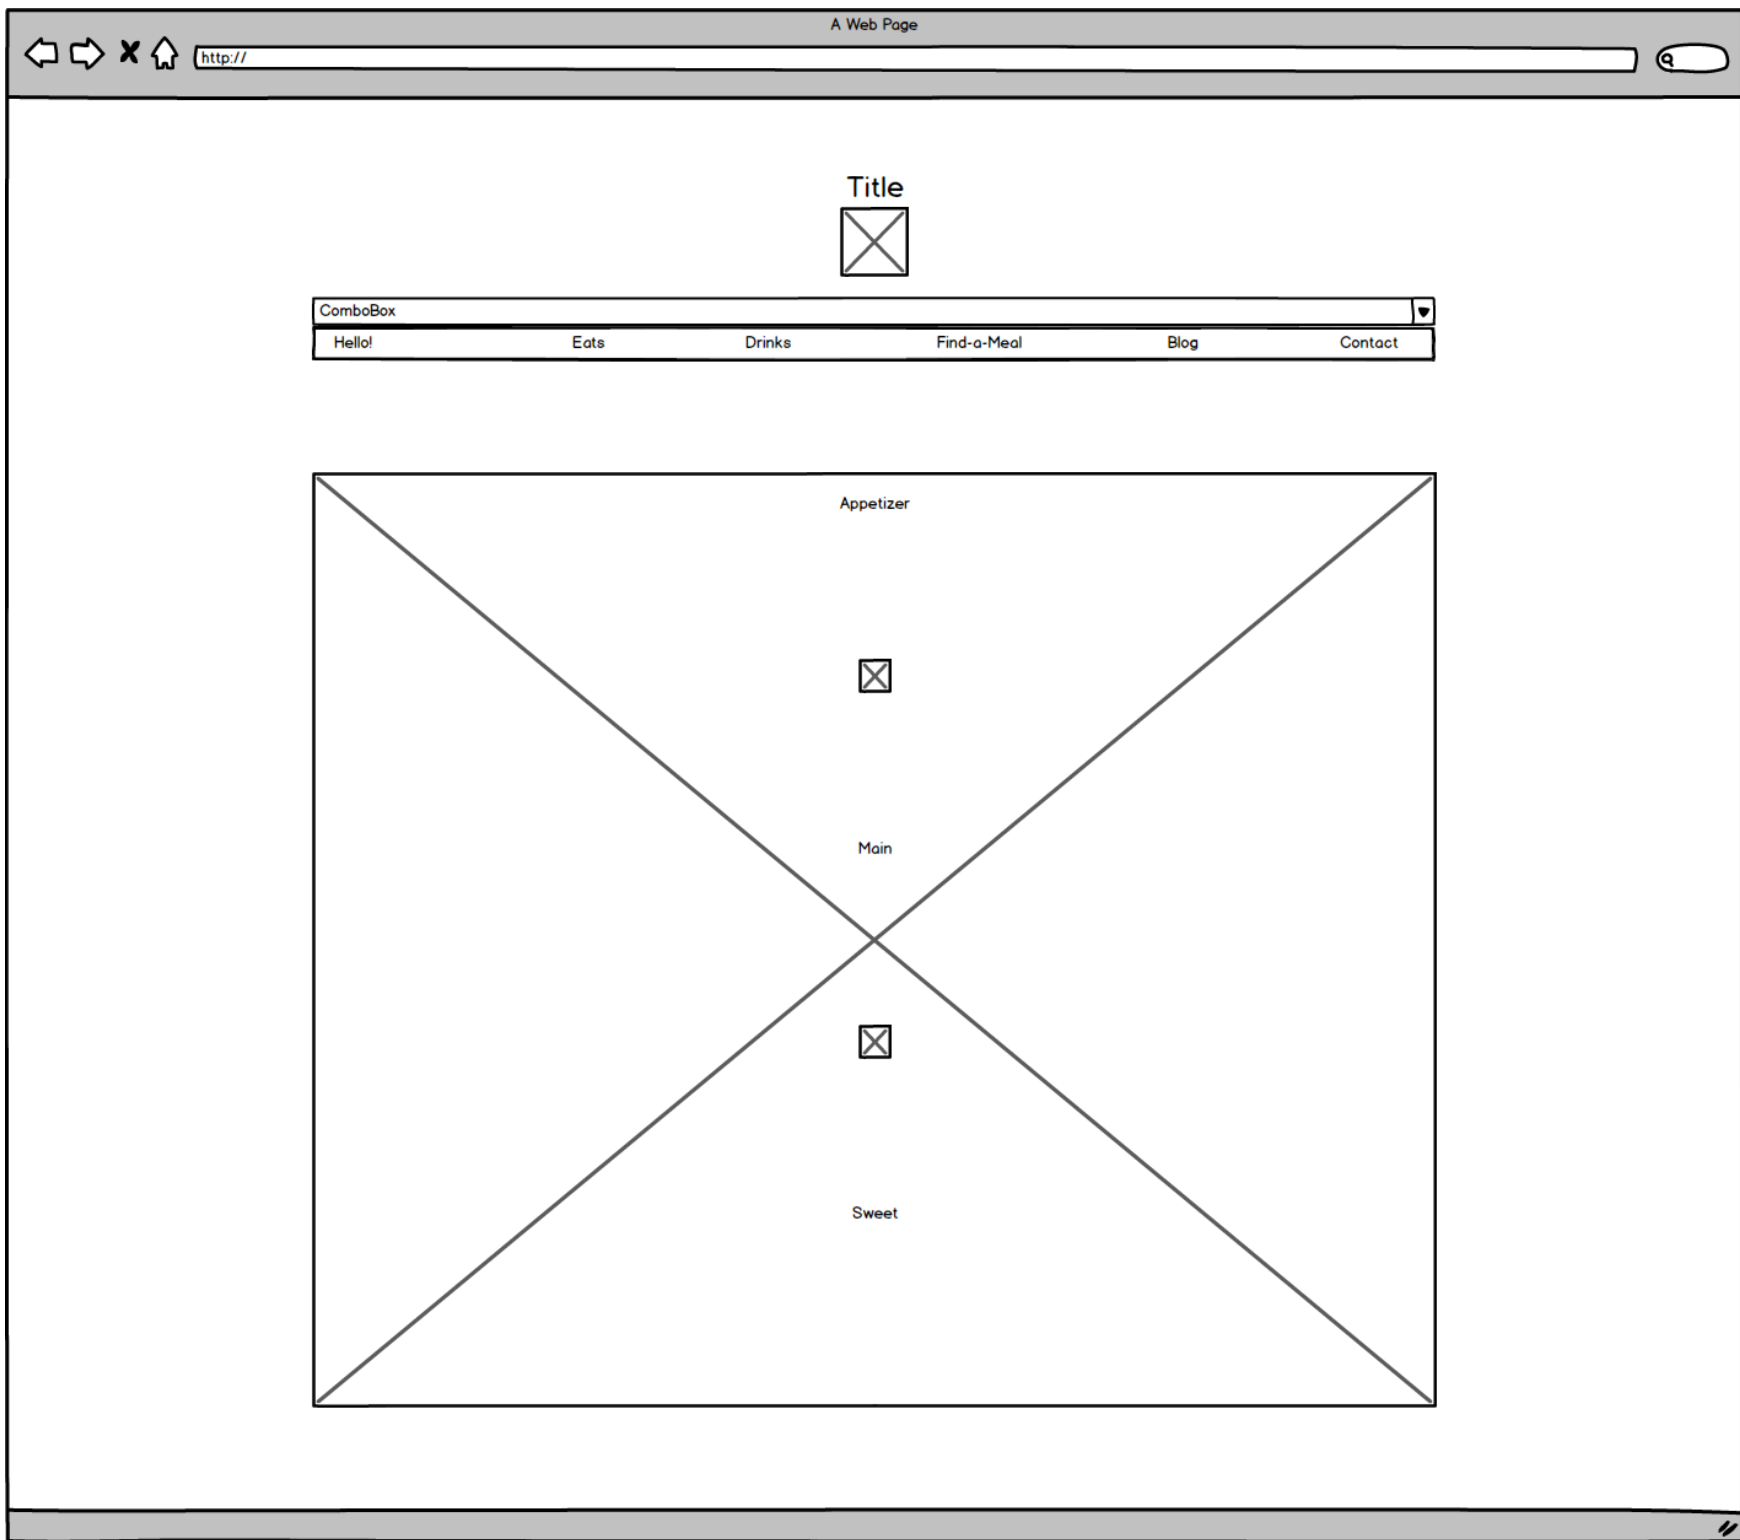 A Web Page
http://
Title
ComboBox
Hello! Eats Drinks Find-a-Meal Blog Contact
Appetizer
Main
Sweet